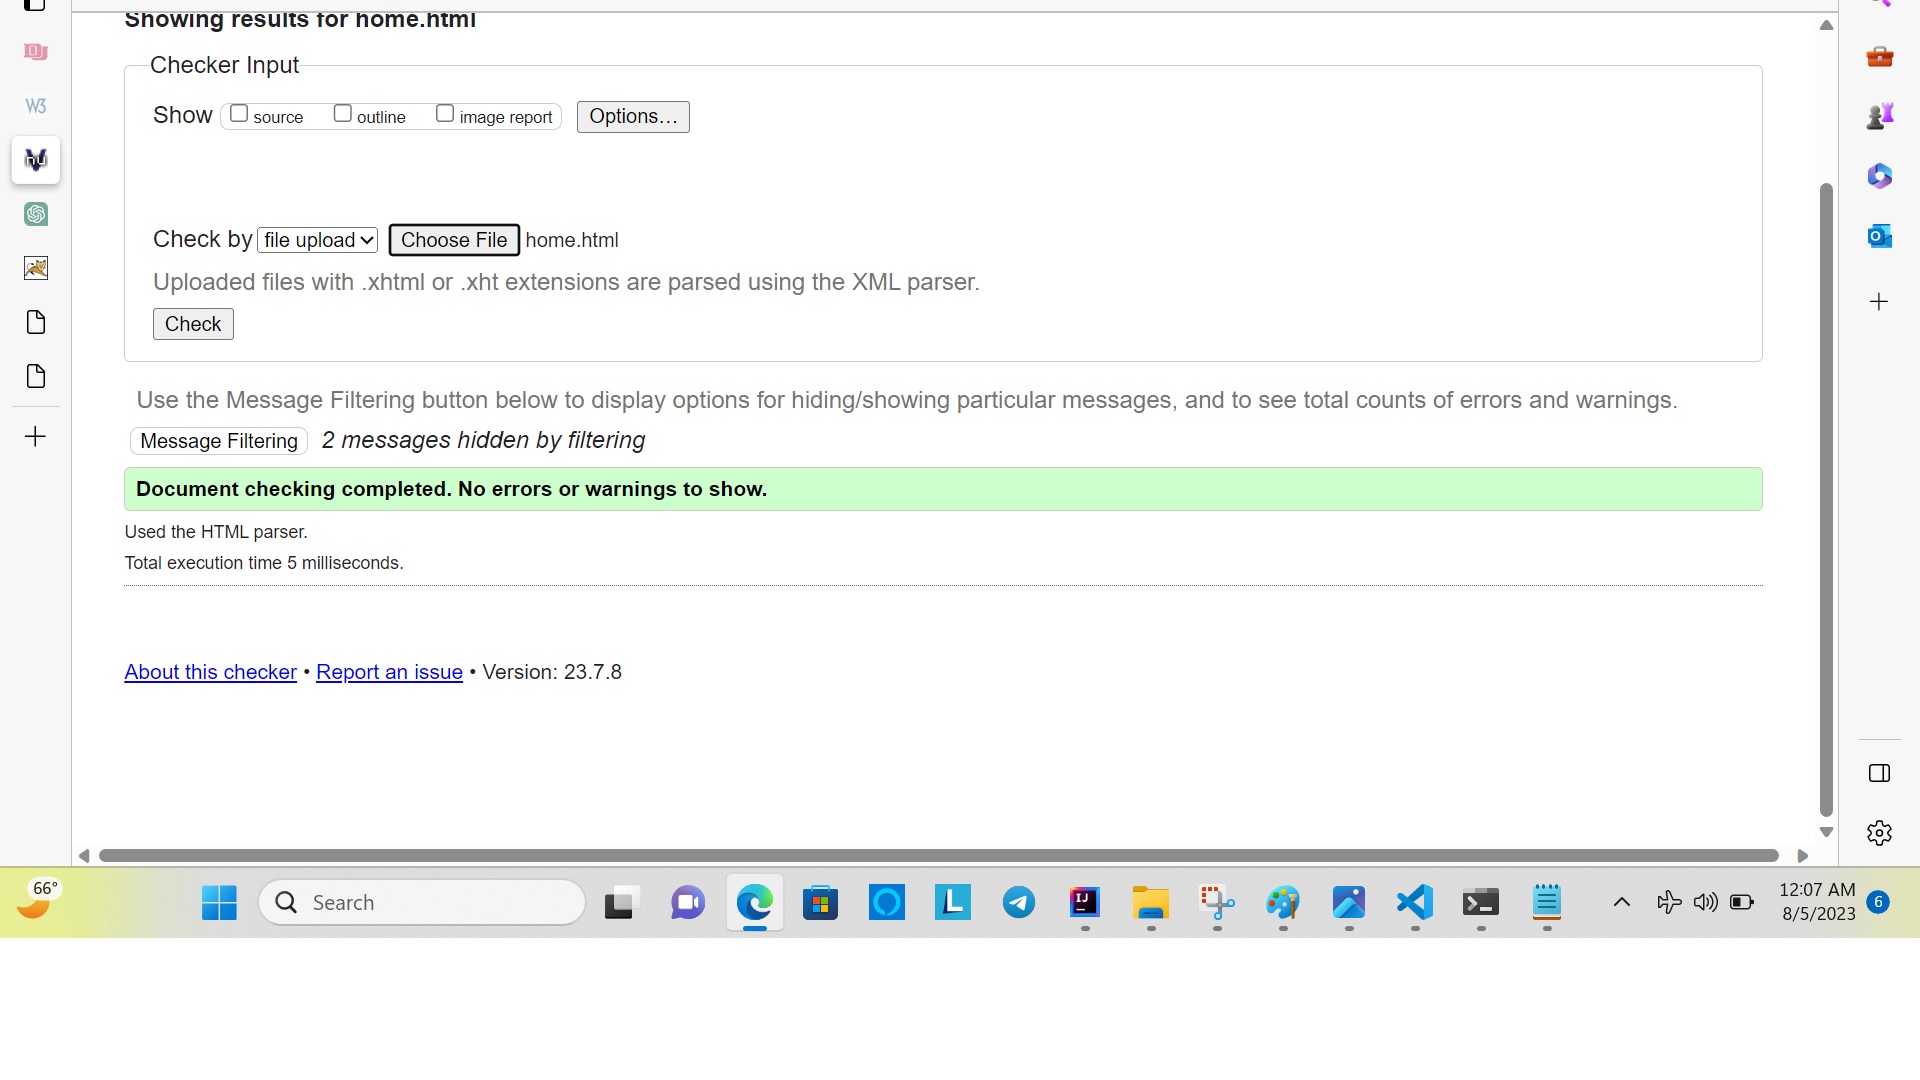 Showing results for home.html
Checker Input
Show source outline image report Options...
Check by file upload Choose File home.html
Uploaded files with .xhtml or .xht extensions are parsed using the XML parser.
Check
Use the Message Filtering button below to display options for hiding/showing particular messages, and to see total counts of errors and warnings.
Message Filtering 2 messages hidden by filtering
Document checking completed. No errors or warnings to show.
Used the HTML parser.
Total execution time 5 milliseconds.
About this checker • Report an issue • Version: 23.7.8
66°
Search
12:07 AM
8/5/2023
6